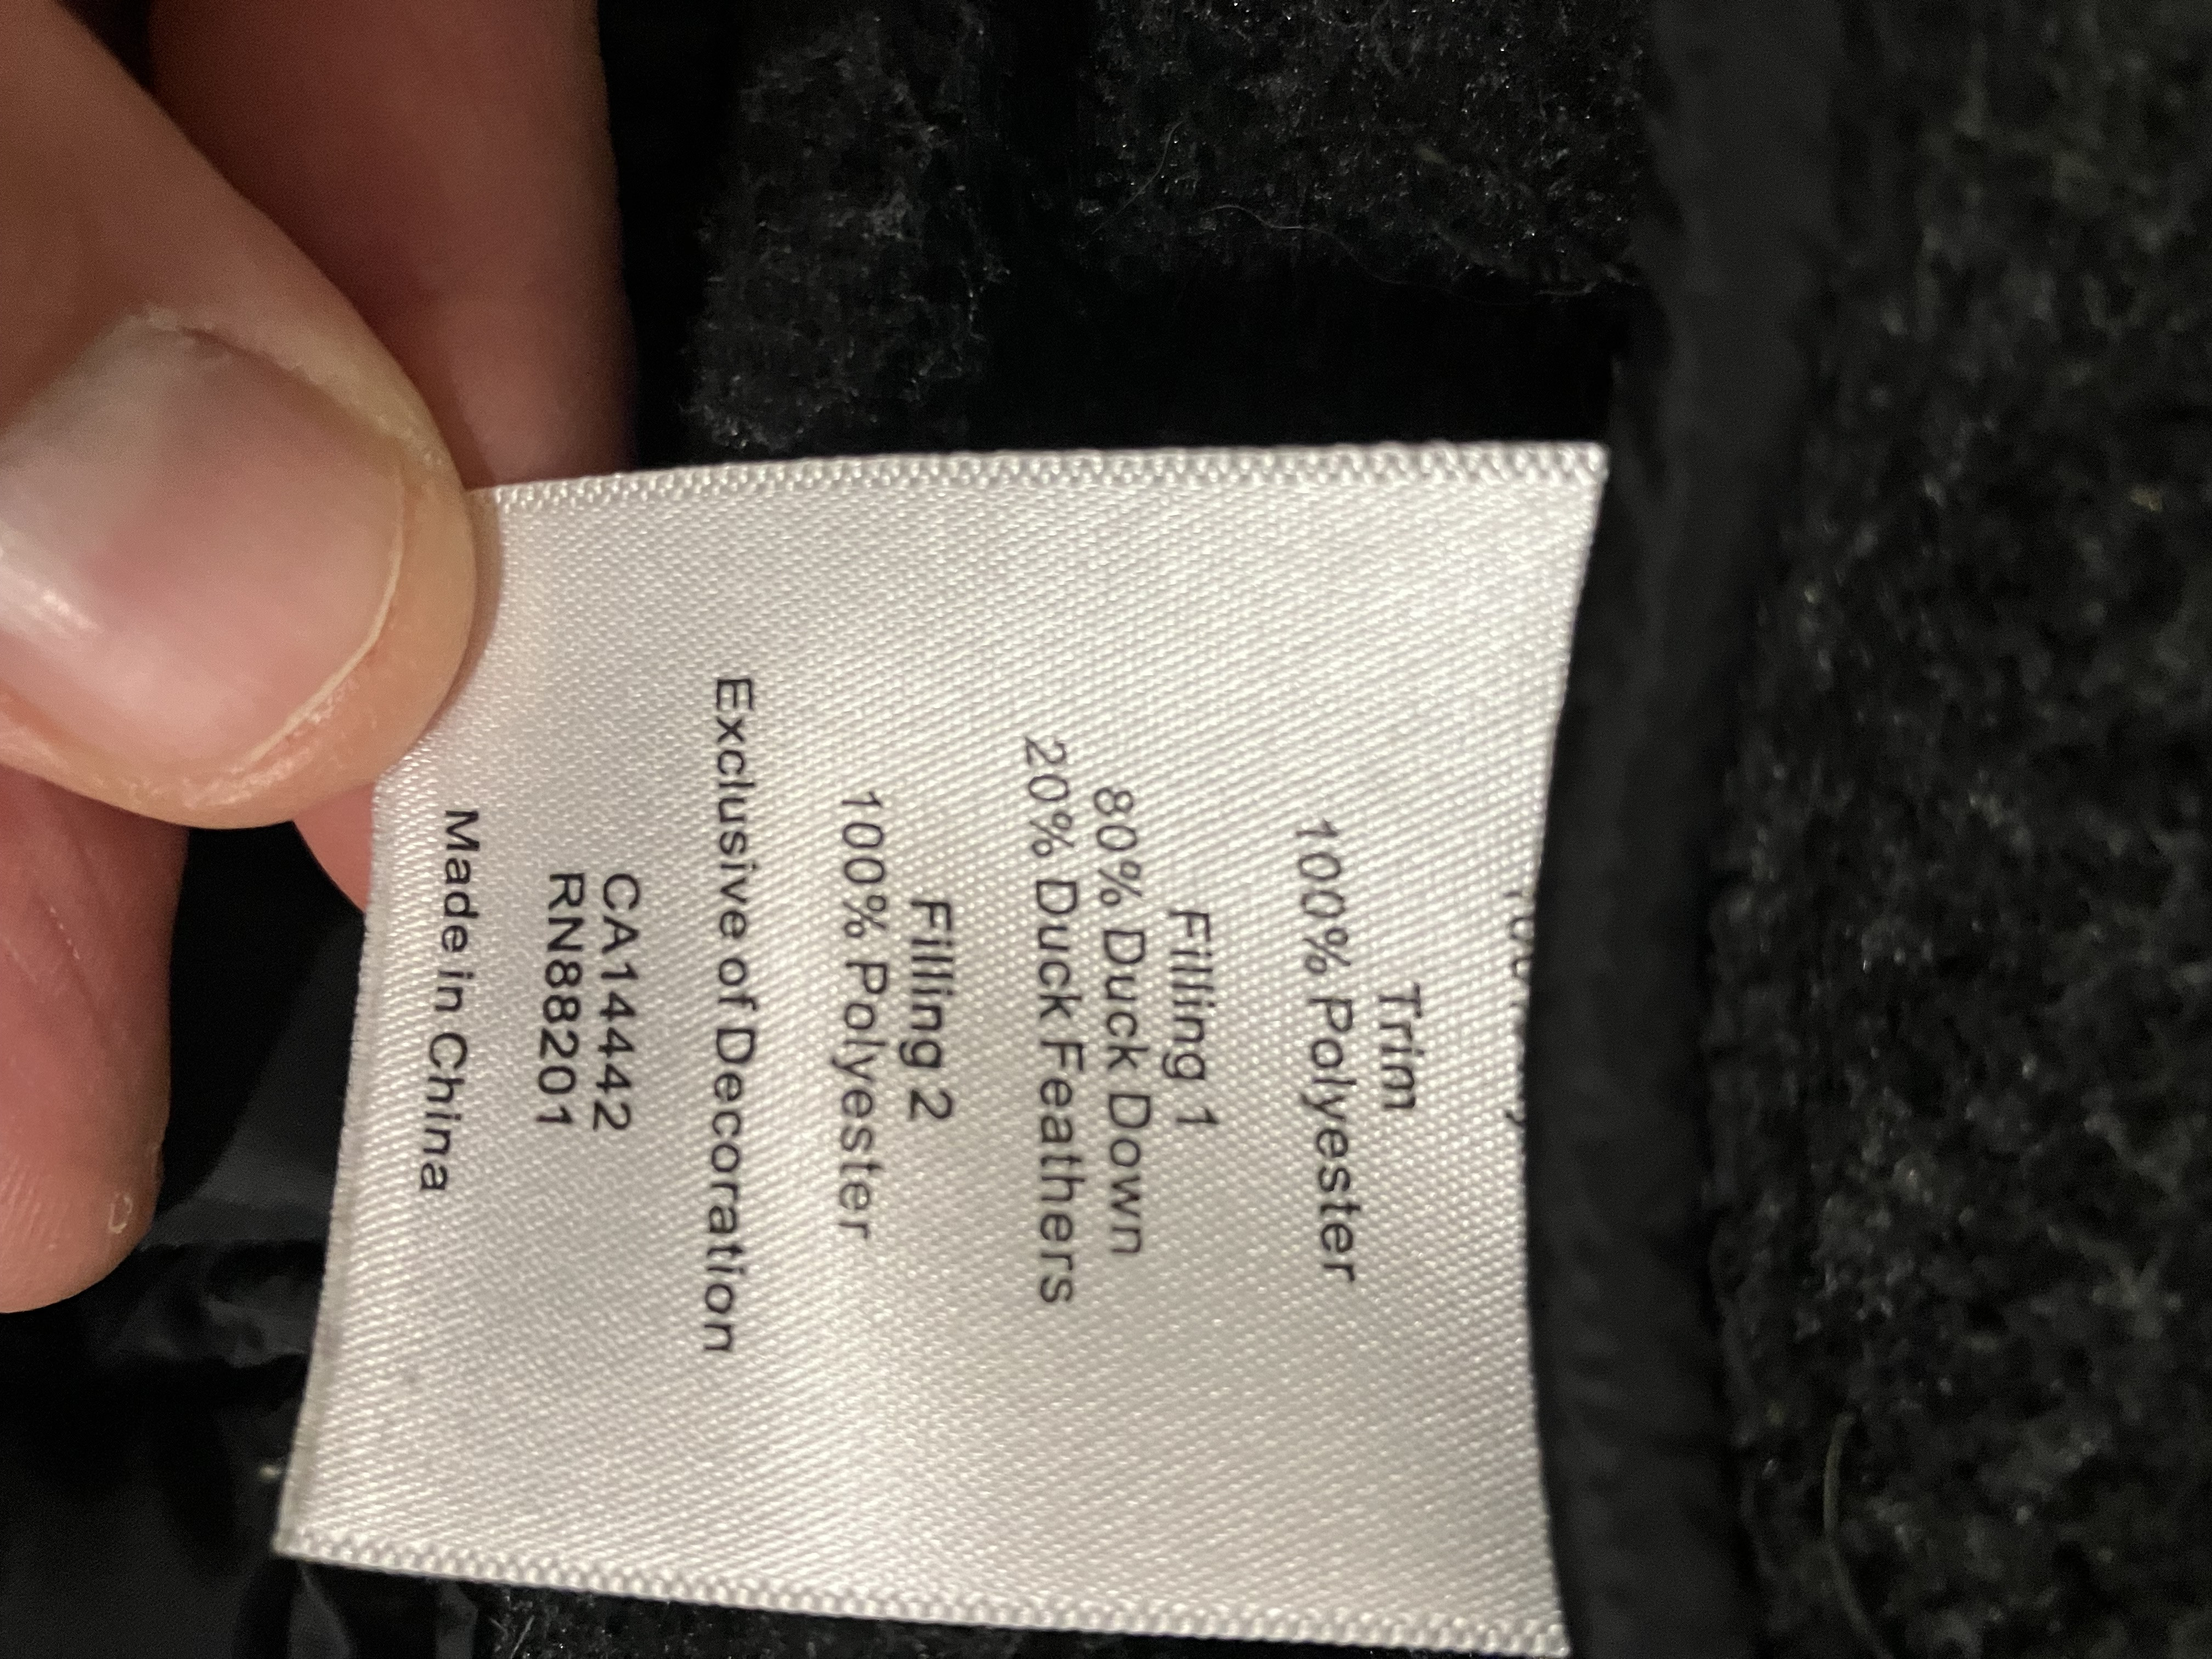 Trim
100% Polyester
Filling 1
80% Duck Down
20% Duck Feathers
Filling 2
100% Polyester
Exclusive of Decoration
CA14442
RN88201
Made in China